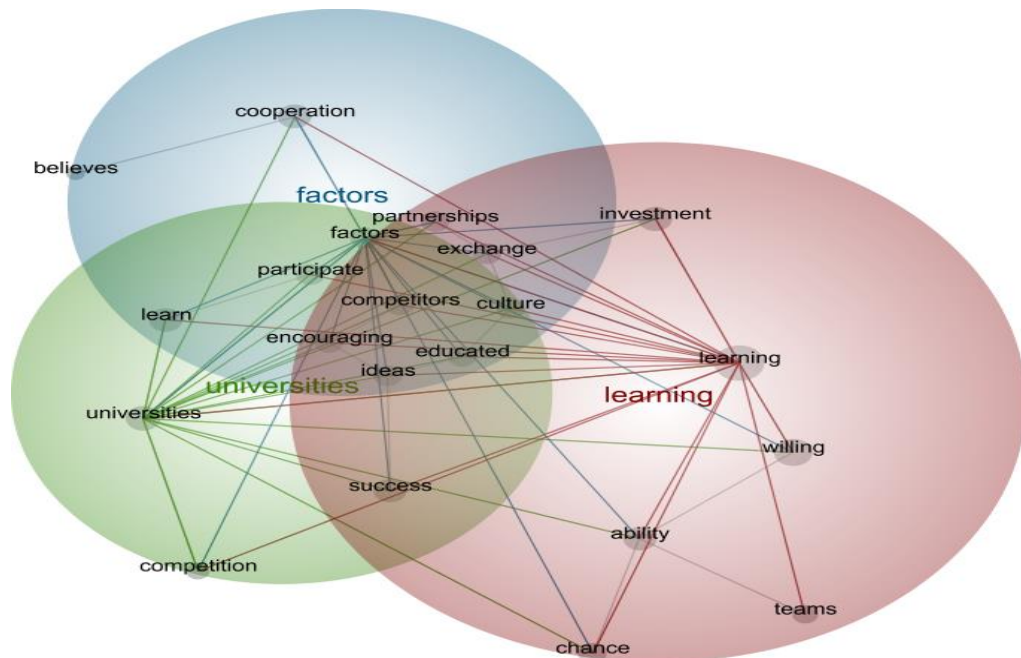 cooperation
believes
factors
partnerships
investment
factors
exchange
participate
competitors
culture
learn
encouraging
educated
learning
ideas
universities
learning
universities
willing
success
ability
competition
teams
chance